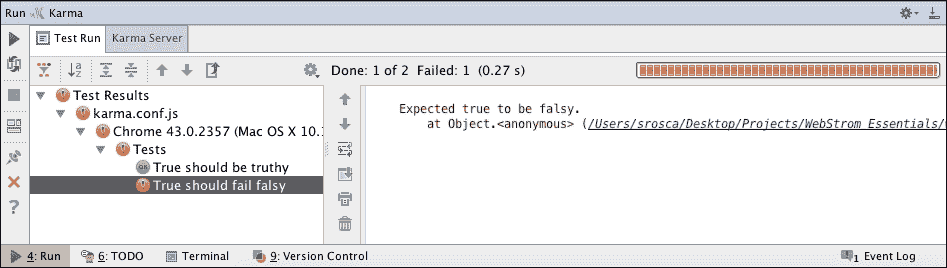 Run Karma
Test Run Karma Server
Done: 1 of 2 Failed: 1 (0.27 s)
Test Results
karma.conf.js
Chrome 43.0.2357 (Mac OS X 10.
Tests
OK True should be truthy
True should fail falsy
Expected true to be falsy.
at Object.<anonymous> (/Users/srosca/Desktop/Projects/WebStrom Essentials/
4: Run 6: TODO Terminal 9: Version Control 1 Event Log